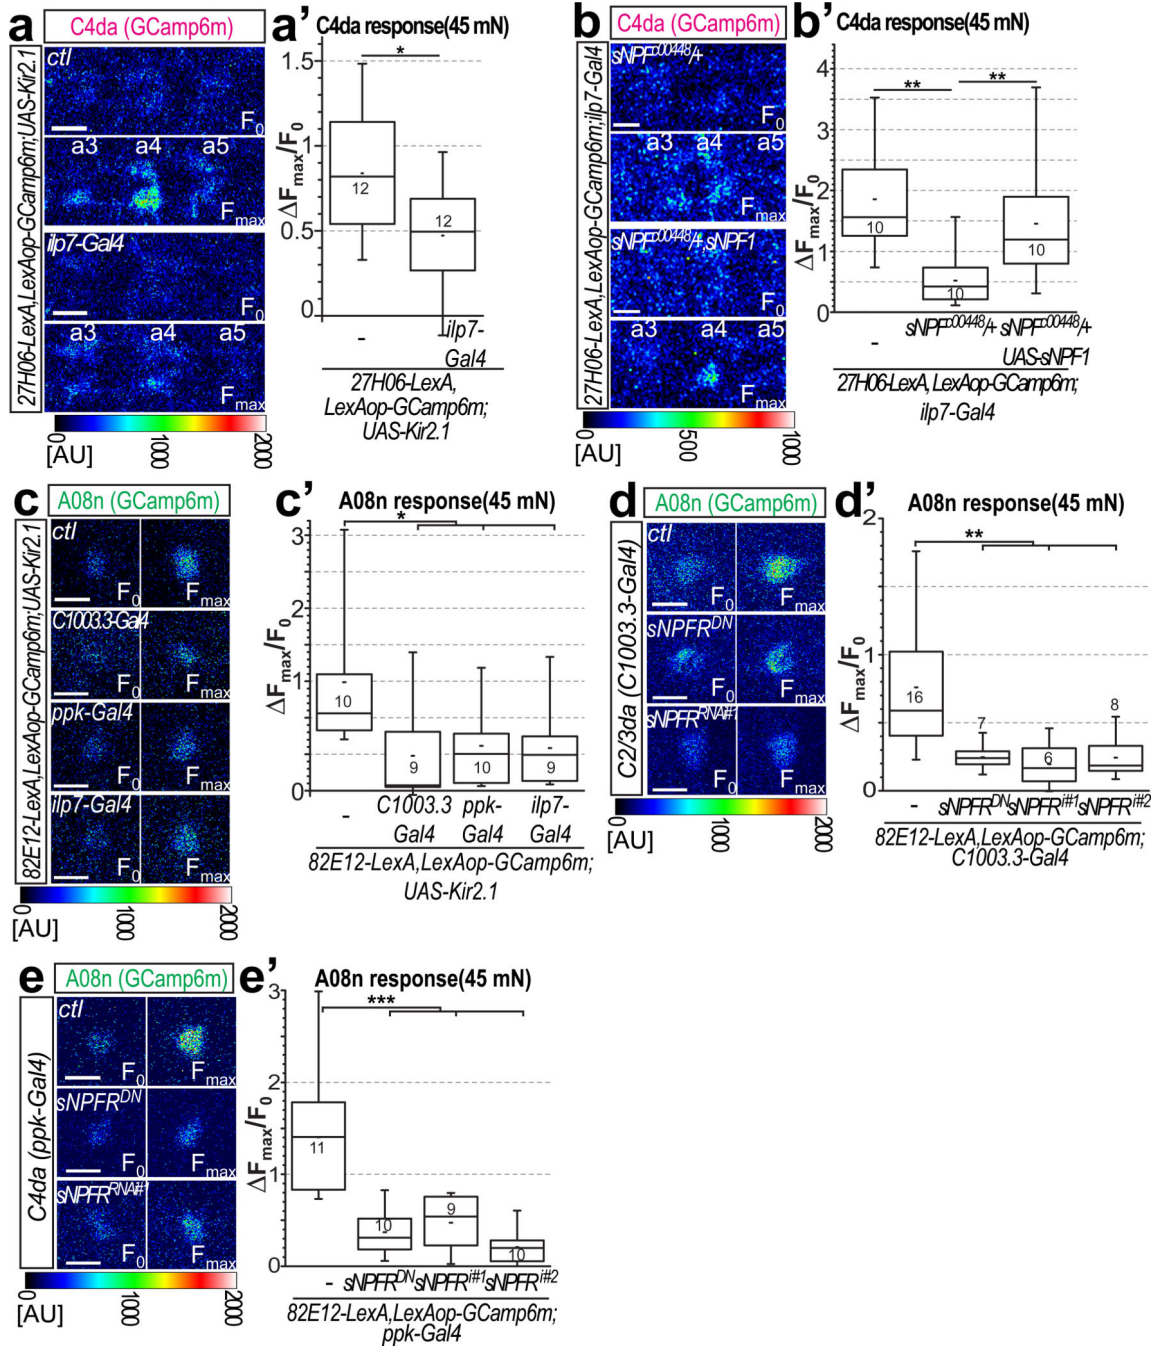 a
C4da (GCamp6m)
27H06-LexA,LexAop-GCamp6m;UAS-Kir2.1
ctl
F0
a3 a4 a5
Fmax
ilp7-Gal4
F0
a3 a4 a5
Fmax
0 1000 2000
[AU]
a'
C4da response(45 mN)
ΔFmax/F0
1.5
1
0.5
0
*
12
12
-
ilp7-
Gal4
27H06-LexA,
LexAop-GCamp6m;
UAS-Kir2.1
b
C4da (GCamp6m)
27H06-LexA,LexAop-GCamp6m;ilp7-Gal4
sNPFc00448/+
F0
a3 a4 a5
Fmax
sNPFc00448/+,sNPF1
F0
a3 a4 a5
Fmax
0 500 1000
[AU]
b'
C4da response(45 mN)
ΔFmax/F0
4
3
2
1
0
** **
10
10
10
-
sNPFc00448/+ sNPFc00448/+
UAS-sNPF1
27H06-LexA, LexAop-GCamp6m;
ilp7-Gal4
c
A08n (GCamp6m)
82E12-LexA,LexAop-GCamp6m;UAS-Kir2.1
ctl
F0 Fmax
C1003.3-Gal4
F0 Fmax
ppk-Gal4
F0 Fmax
ilp7-Gal4
F0 Fmax
0 1000 2000
[AU]
c'
A08n response(45 mN)
ΔFmax/F0
3
2
1
0
*
10
9
10
9
-
C1003.3 ppk- ilp7-
Gal4 Gal4 Gal4
82E12-LexA,LexAop-GCamp6m;
UAS-Kir2.1
d
A08n (GCamp6m)
C2/3da (C1003.3-Gal4)
ctl
F0 Fmax
sNPFRDN
F0 Fmax
sNPFRRNAi#1
F0 Fmax
0 1000 2000
[AU]
d'
A08n response(45 mN)
ΔFmax/F0
2
1
0
**
16
7
6
8
- sNPFRDN sNPFRi#1 sNPFRi#2
82E12-LexA,LexAop-GCamp6m;
C1003.3-Gal4
e
A08n (GCamp6m)
C4da (ppk-Gal4)
ctl
F0 Fmax
sNPFRDN
F0 Fmax
sNPFRRNAi#1
F0 Fmax
0 1000 2000
[AU]
e'
A08n response(45 mN)
ΔFmax/F0
3
2
1
0
***
11
10
9
10
- sNPFRDN sNPFRi#1 sNPFRi#2
82E12-LexA,LexAop-GCamp6m;
ppk-Gal4